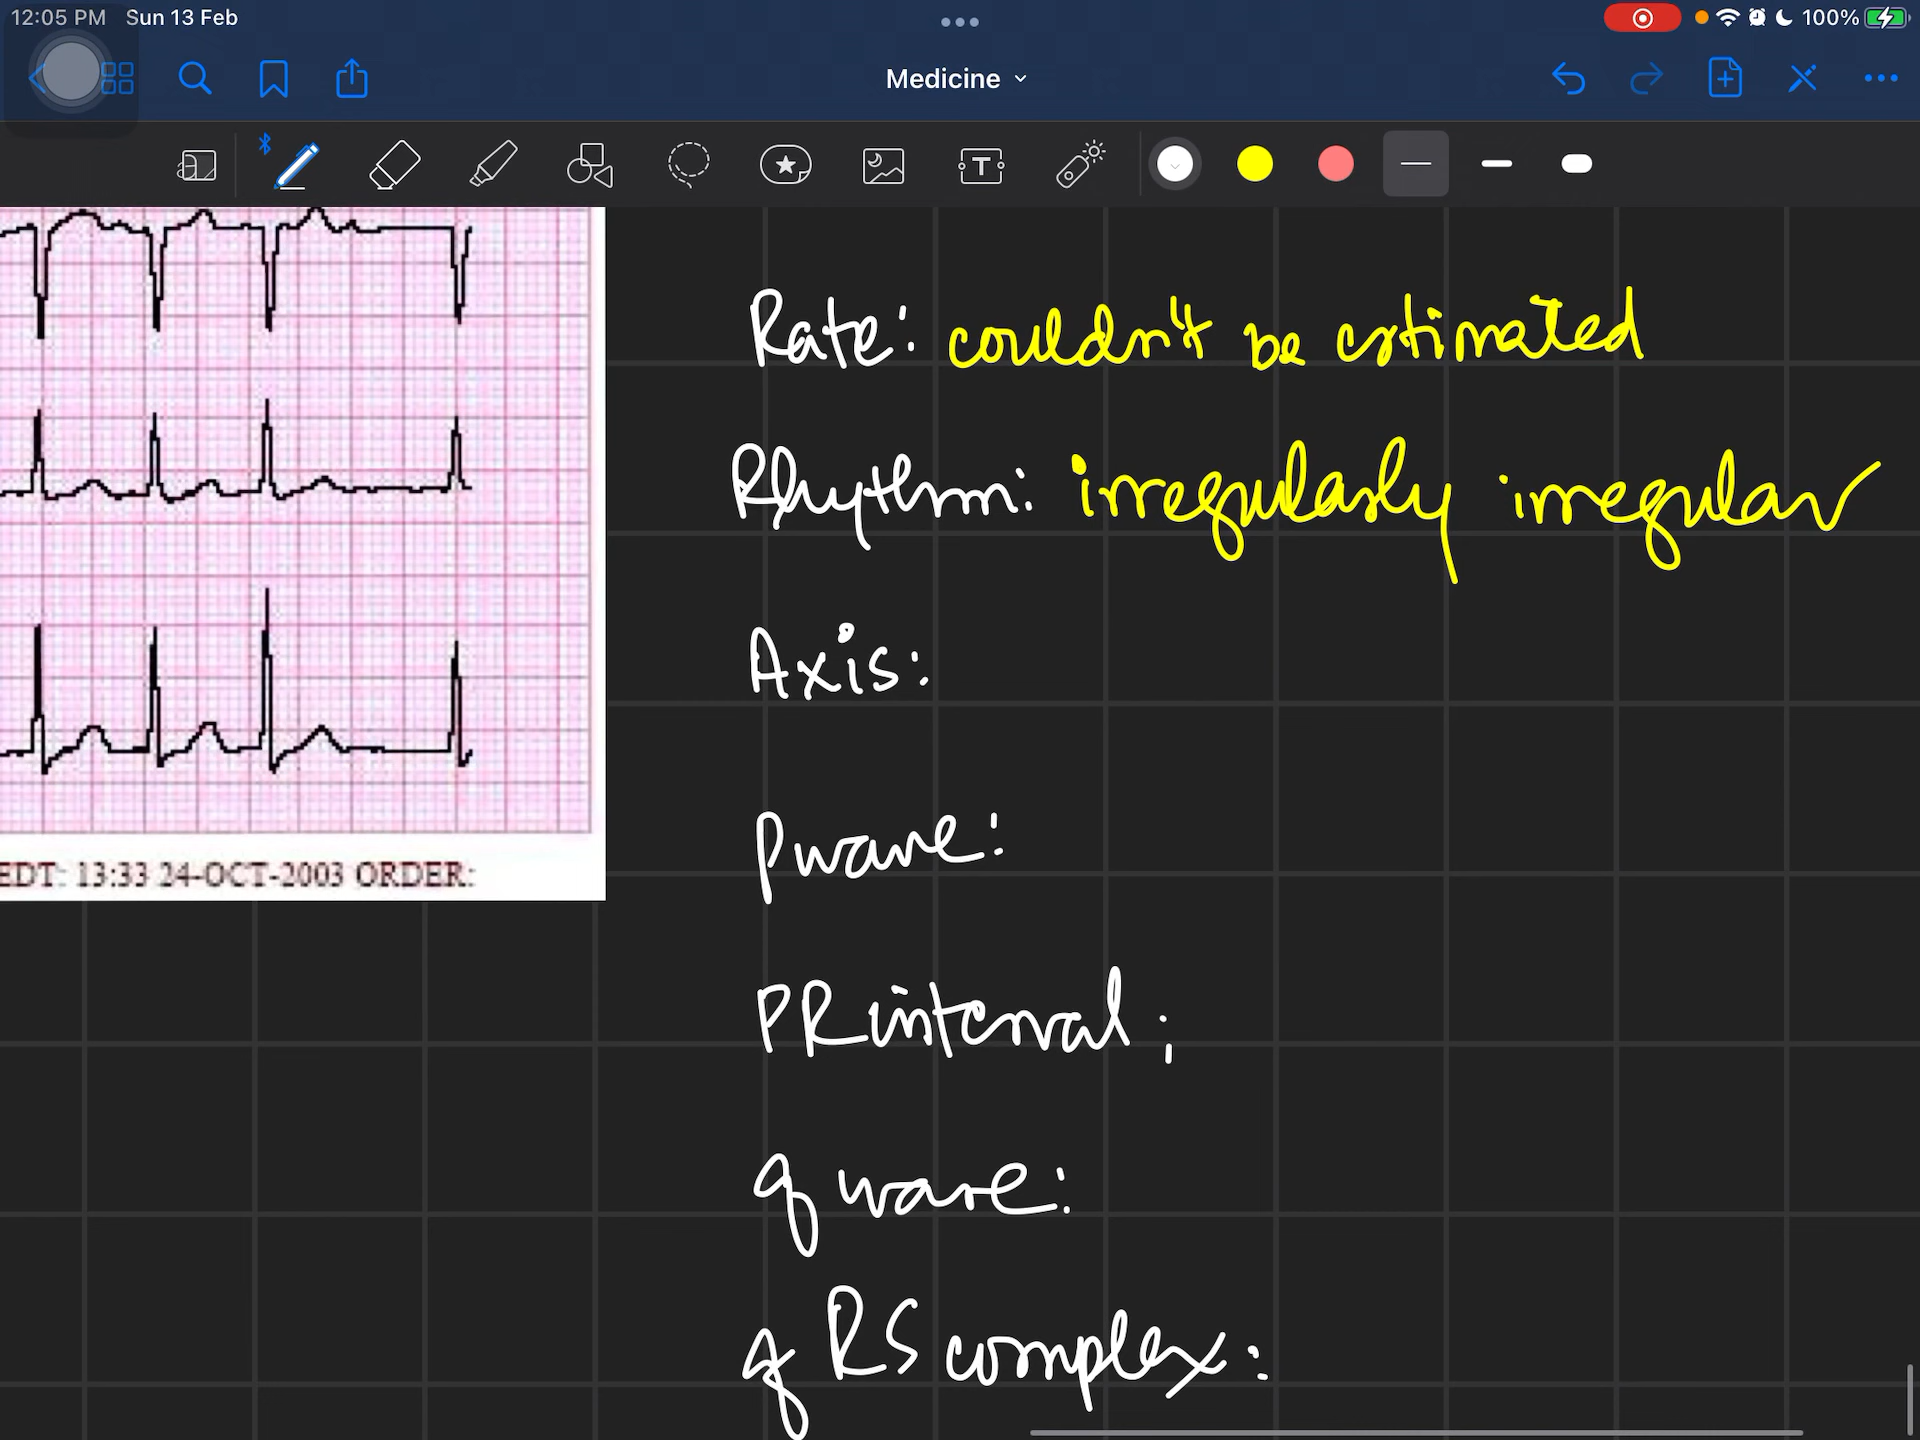 12:05 PM Sun 13 Feb
100%
Medicine
T
Rate: couldn't be estimated
Rhythm: irregularly irregular
Axis:
P wave:
EDT: 13:33 24-OCT-2003 ORDER:
PR interval:
q wave:
q RS complex: